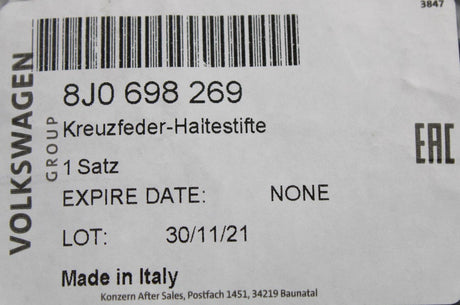 3847
VOLKSWAGEN
GROUP
8J0 698 269
Kreuzfeder-Haltestifte
1 Satz
EAC
EXPIRE DATE: NONE
LOT: 30/11/21
Made in Italy
Konzern After Sales, Postfach 1451, 34219 Baunatal